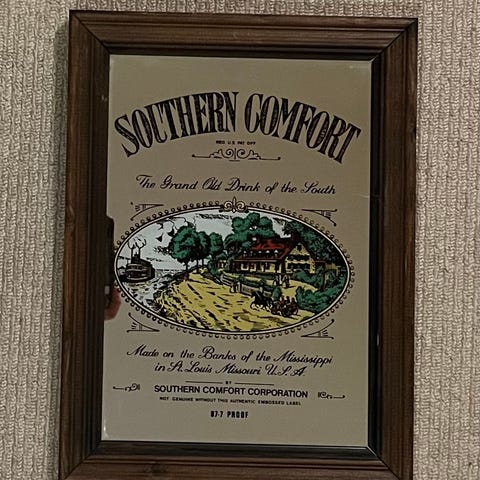 SOUTHERN COMFORT
REG. U.S. PAT. OFF.
The Grand Old Drink of the South
Made on the Banks of the Mississippi
in St. Louis Missouri U.S.A.
BY
SOUTHERN COMFORT CORPORATION
NOT GENUINE WITHOUT THIS AUTHENTIC EMBOSSED LABEL
87·7 PROOF